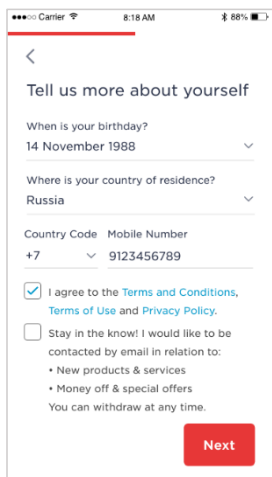 Carrier 8:18 AM 88%
Tell us more about yourself
When is your birthday?
14 November 1988
Where is your country of residence?
Russia
Country Code Mobile Number
+7 9123456789
I agree to the Terms and Conditions,
Terms of Use and Privacy Policy.
Stay in the know! I would like to be
contacted by email in relation to:
• New products & services
• Money off & special offers
You can withdraw at any time.
Next